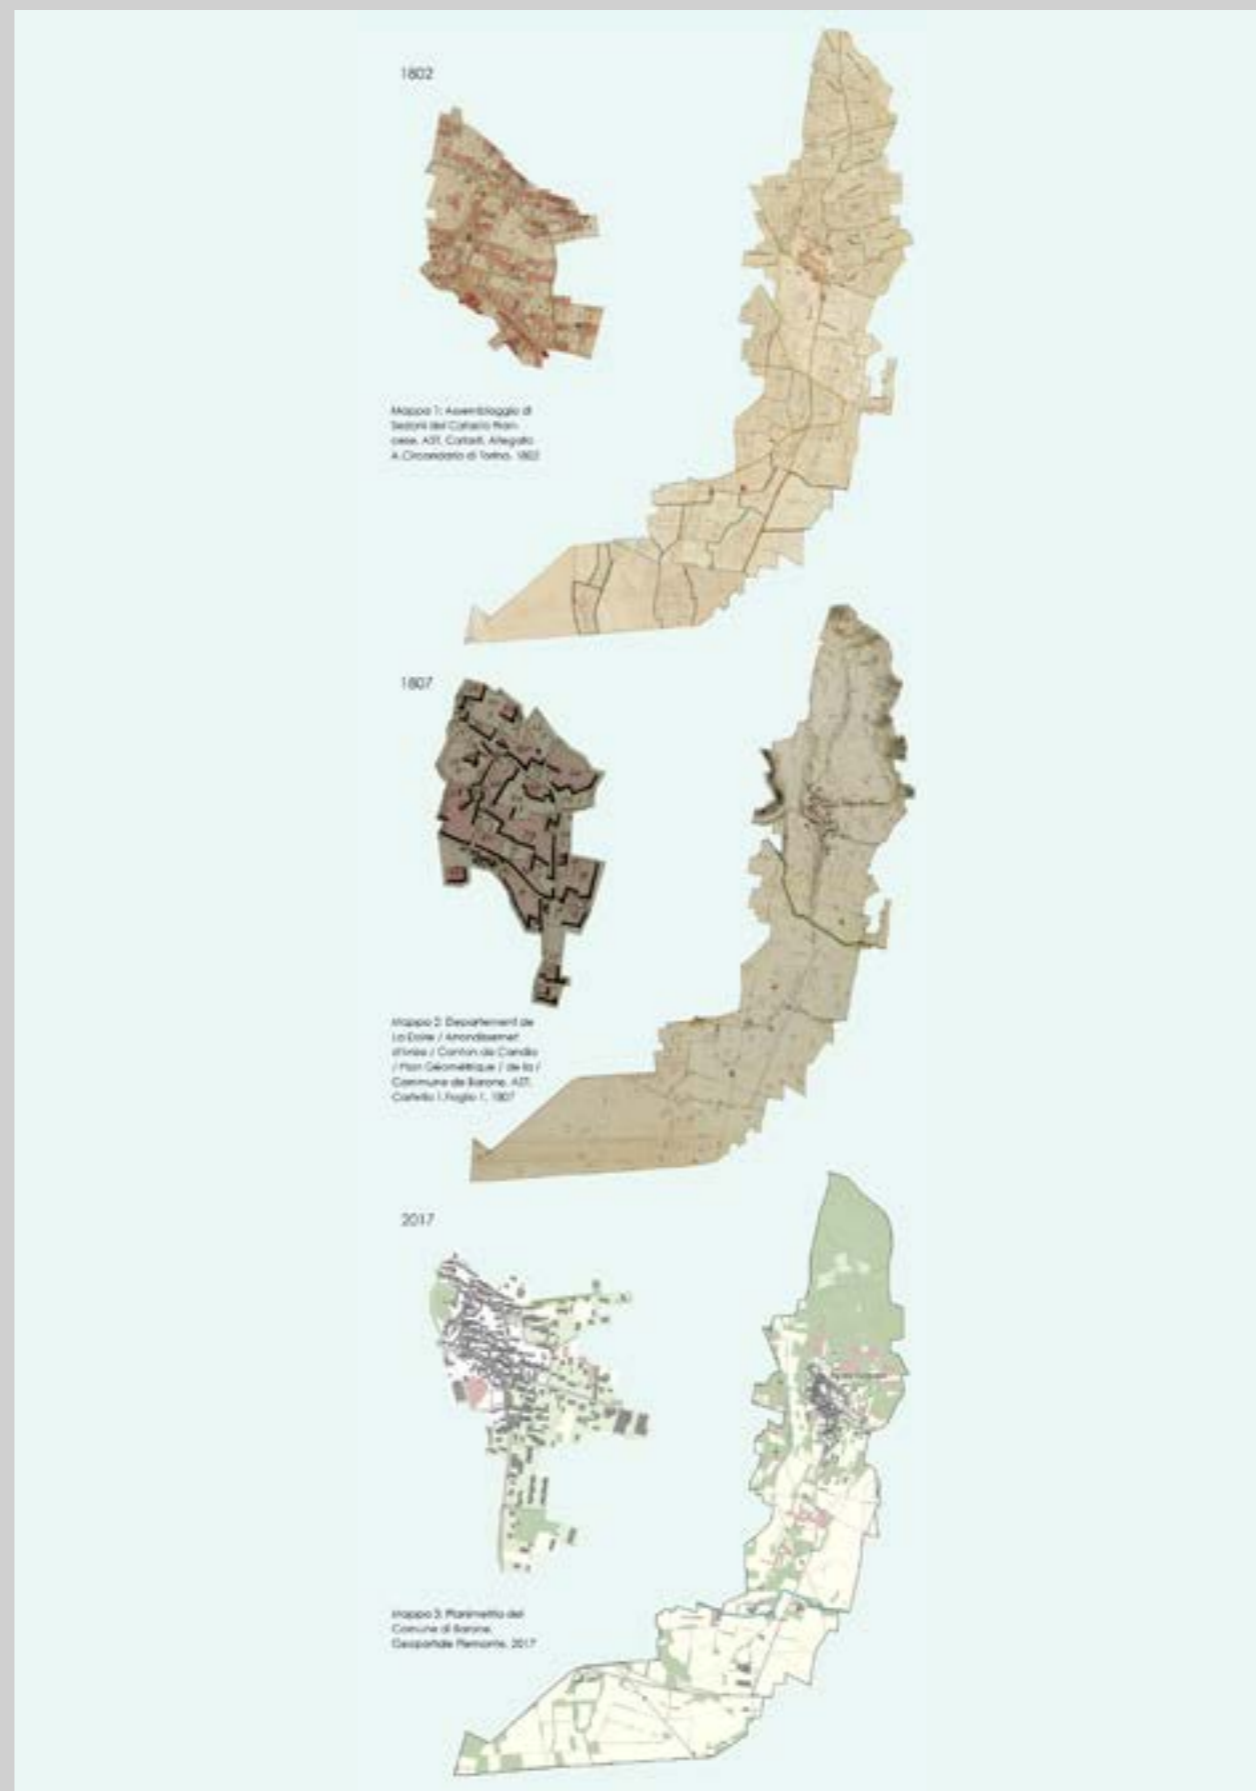 1802
Mappa 1: Assemblaggio di
Sezioni del Catasto Fran-
cese, AST, Catasti, Allegato
A.Circondario di Torino, 1802
1807
Mappa 2: Departement de
La Doire / Arrondissemet
d'Ivrée / Canton de Candia
/ Plan Géométrique / de la /
Commune de Barone, AST,
Cartella 1.Foglio 1, 1807
2017
Mappa 3: Planimetria del
Comune di Barone,
Geoportale Piemonte, 2017